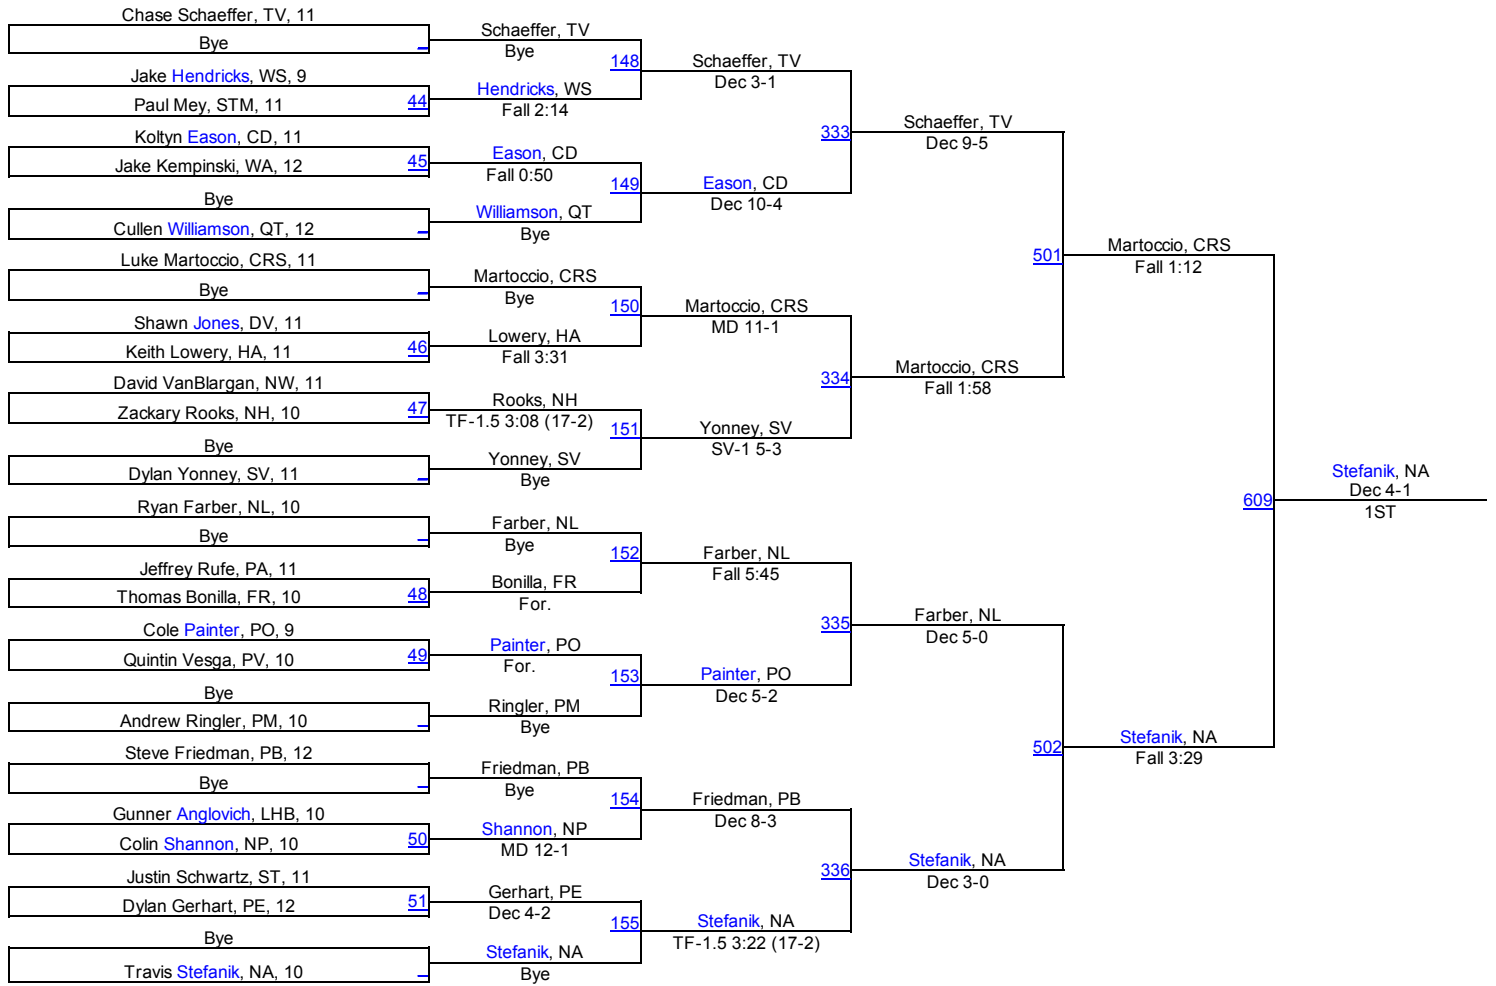 Chase Schaeffer, TV, 11
Bye
Jake Hendricks, WS, 9
Paul Mey, STM, 11
44
Koltyn Eason, CD, 11
Jake Kempinski, WA, 12
45
Bye
Cullen Williamson, QT, 12
Luke Martoccio, CRS, 11
Bye
Shawn Jones, DV, 11
Keith Lowery, HA, 11
46
David VanBlargan, NW, 11
Zackary Rooks, NH, 10
47
Bye
Dylan Yonney, SV, 11
Ryan Farber, NL, 10
Bye
Jeffrey Rufe, PA, 11
Thomas Bonilla, FR, 10
48
Cole Painter, PO, 9
Quintin Vesga, PV, 10
49
Bye
Andrew Ringler, PM, 10
Steve Friedman, PB, 12
Bye
Gunner Anglovich, LHB, 10
Colin Shannon, NP, 10
50
Justin Schwartz, ST, 11
Dylan Gerhart, PE, 12
51
Bye
Travis Stefanik, NA, 10
Schaeffer, TV
Bye
148
Hendricks, WS
Fall 2:14
Eason, CD
Fall 0:50
149
Williamson, QT
Bye
Martoccio, CRS
Bye
150
Lowery, HA
Fall 3:31
Rooks, NH
TF-1.5 3:08 (17-2)
151
Yonney, SV
Bye
Farber, NL
Bye
152
Bonilla, FR
For.
Painter, PO
For.
153
Ringler, PM
Bye
Friedman, PB
Bye
154
Shannon, NP
MD 12-1
Gerhart, PE
Dec 4-2
155
Stefanik, NA
Bye
Schaeffer, TV
Dec 3-1
333
Eason, CD
Dec 10-4
Martoccio, CRS
MD 11-1
334
Yonney, SV
SV-1 5-3
Farber, NL
Fall 5:45
335
Painter, PO
Dec 5-2
Friedman, PB
Dec 8-3
336
Stefanik, NA
TF-1.5 3:22 (17-2)
Schaeffer, TV
Dec 9-5
501
Martoccio, CRS
Fall 1:58
Farber, NL
Dec 5-0
502
Stefanik, NA
Dec 3-0
Martoccio, CRS
Fall 1:12
609
Stefanik, NA
Fall 3:29
Stefanik, NA
Dec 4-1
1ST